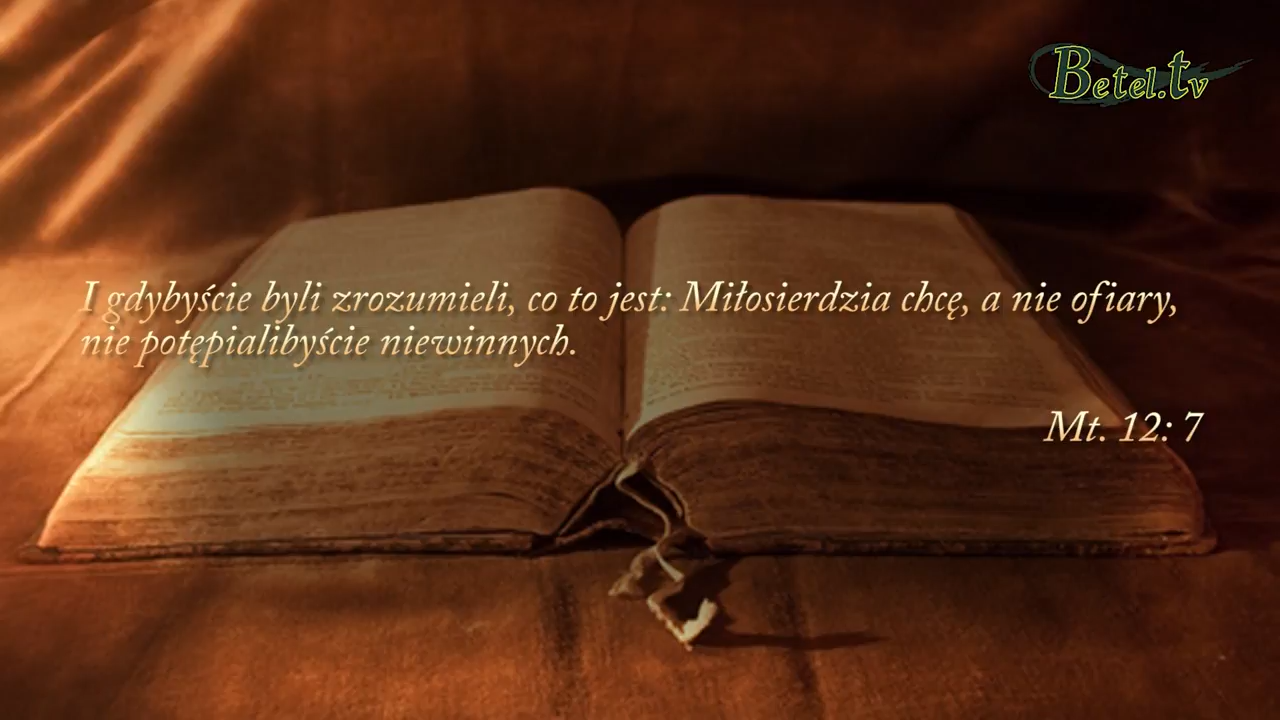 Betel.tv
I gdybyście byli zrozumieli, co to jest: Miłosierdzia chcę, a nie ofiary,
nie potępialibyście niewinnych.
Mt. 12: 7